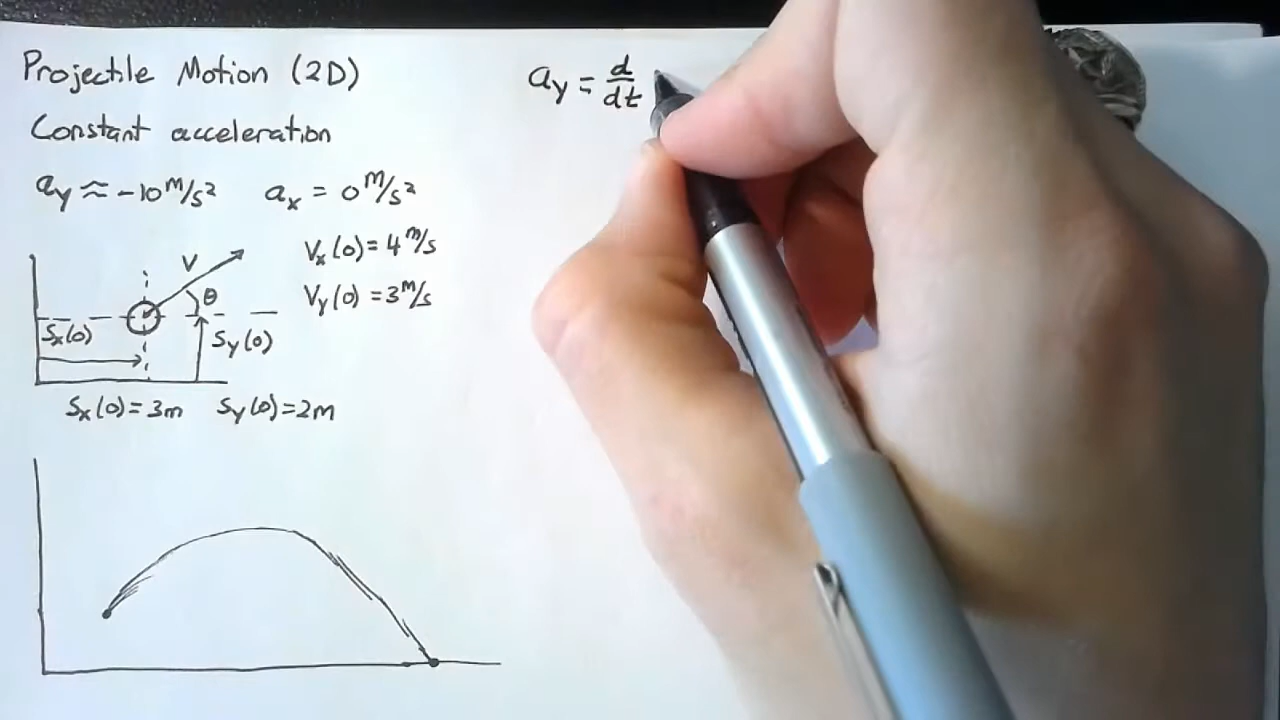 Projectile Motion (2D)
Constant acceleration
ay ≈ -10 m/s² ax = 0 m/s²
Vx(0) = 4 m/s
Vy(0) = 3 m/s
V
θ
Sx(0)
Sy(0)
Sx(0) = 3m Sy(0) = 2m
ay = d/dt